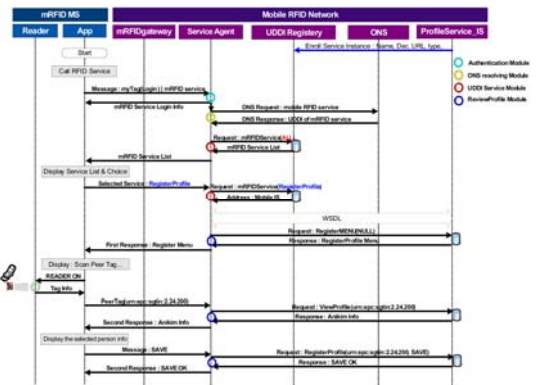 mRFID MS
Mobile RFID Network
Reader
App
mRFIDgateway
Service Agent
UDDI Registery
ONS
ProfileService_IS
Enroll Service Instance : Name, Dec, URL, type..
Start
Authentication Module
DNS resolving Module
UDDI Service Module
ReviewProfile Module
Call RFID Service
Message : myTag(Login) | mRFID service
mRFID Service Login Info
DNS Request : mobile RFID service
DNS Response : UDDI of mRFID service
Request : mRFIDService(ALL)
mRFID Service List
mRFID Service List
Display Service List & Choice
Selected Service : RegisterProfile
Request : mRFIDService(RegisterProfile)
Address : Mobile IS
WSDL
Request : RegisterMENU(NULL)
Response : RegisterProfile Menu
First Response : Register Menu
Display : Scan Peer Tag...
READER ON
Tag Info
PeerTag(urn:epc:sgtin:2.24.200)
Request : ViewProfile(urn:epc:sgtin:2.24.200)
Response : Anikim Info
Second Response : Anikim Info
Display the selected person info
Message : SAVE
Request : RegisterProfile(urn:epc:sgtin:2.24.200, SAVE)
Response : SAVE OK
Second Response : SAVE OK